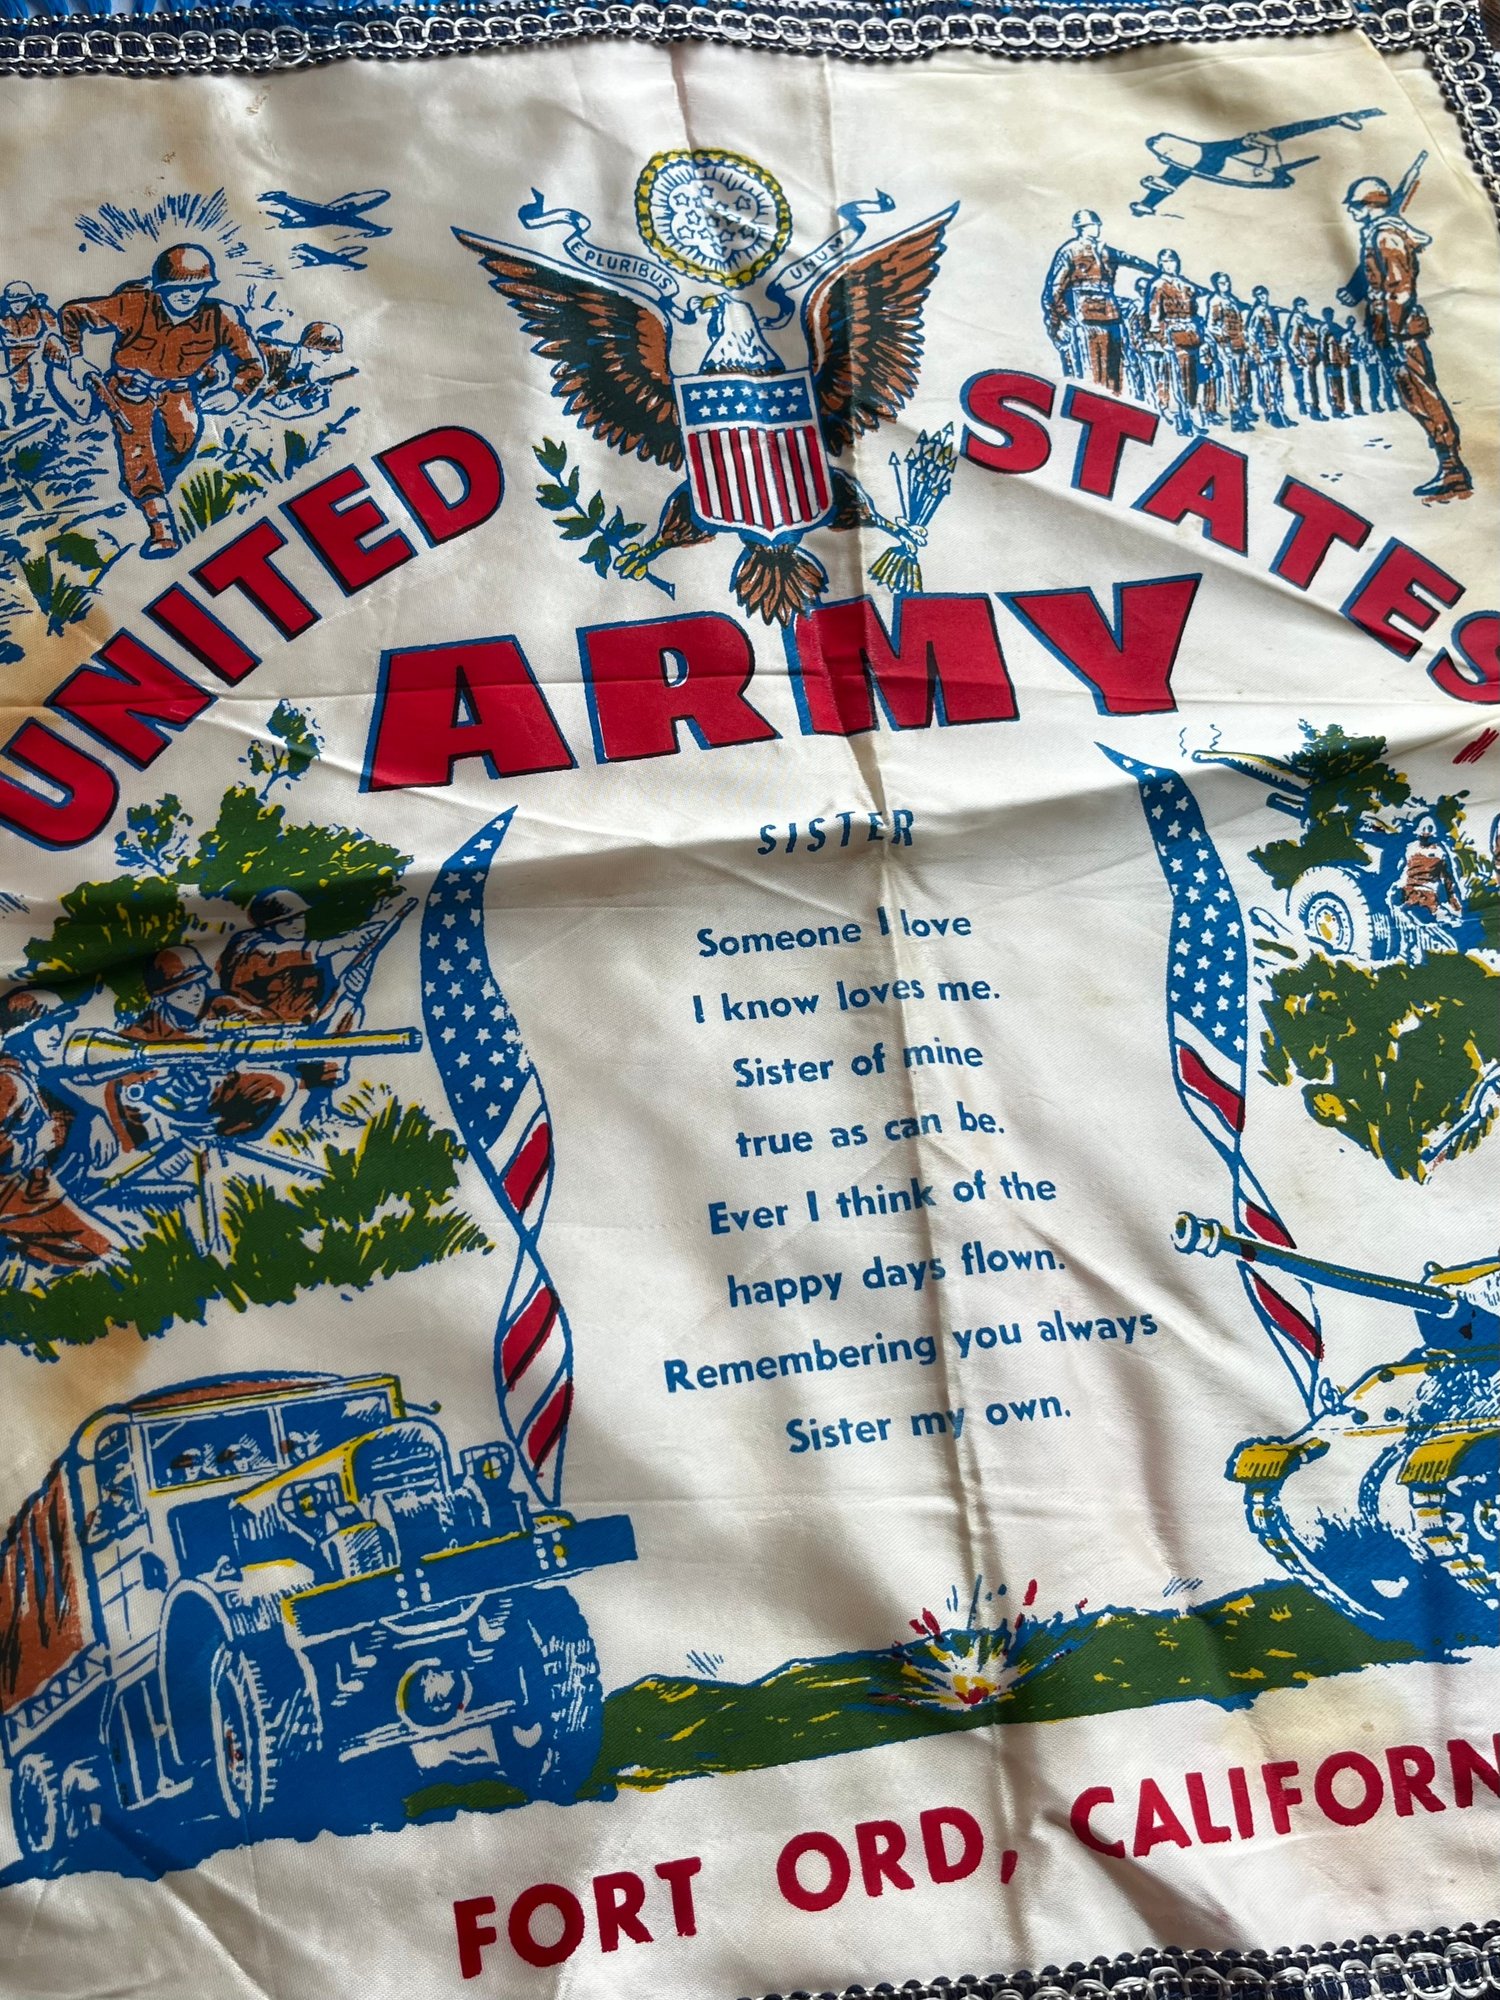 E PLURIBUS UNUM
UNITED STATES
ARMY
SISTER
Someone I love
I know loves me.
Sister of mine
true as can be.
Ever I think of the
happy days flown.
Remembering you always
Sister my own.
FORT ORD, CALIFORN